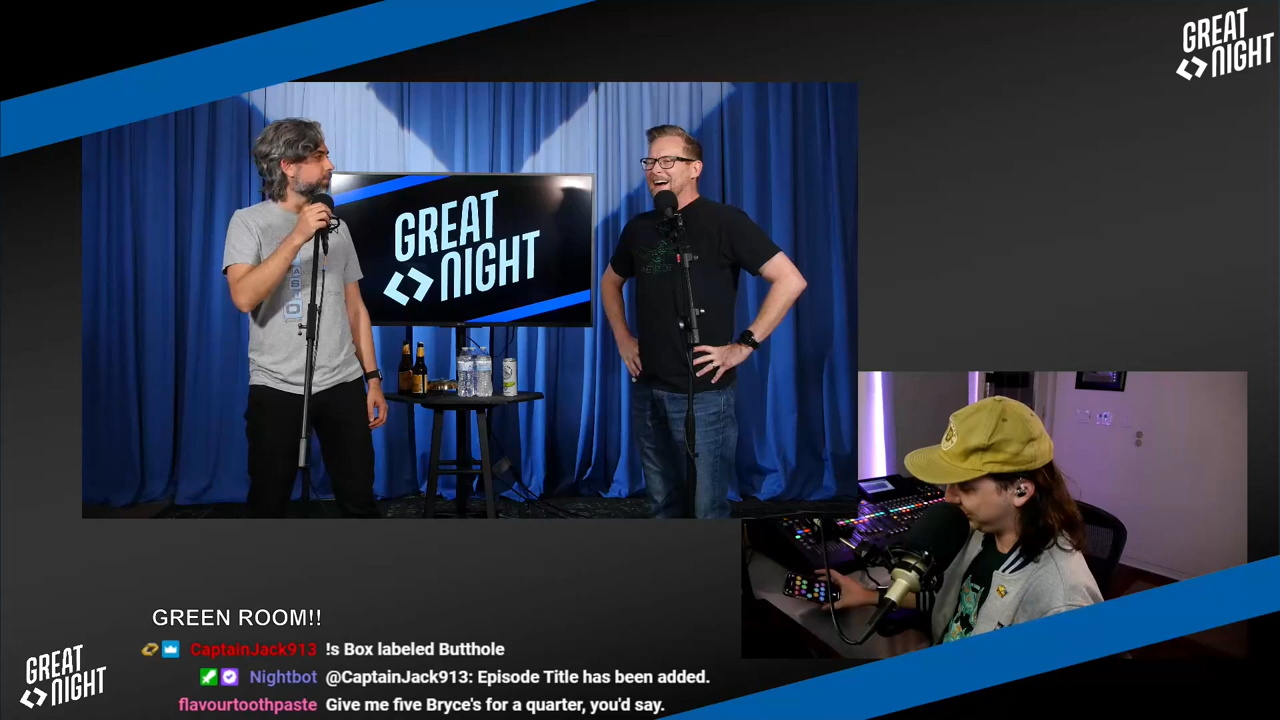 GREAT
NIGHT
GREAT
NIGHT
GREEN ROOM!!
CaptainJack913 !s Box labeled Butthole
Nightbot @CaptainJack913: Episode Title has been added.
flavourtoothpaste Give me five Bryce's for a quarter, you'd say.
GREAT
NIGHT